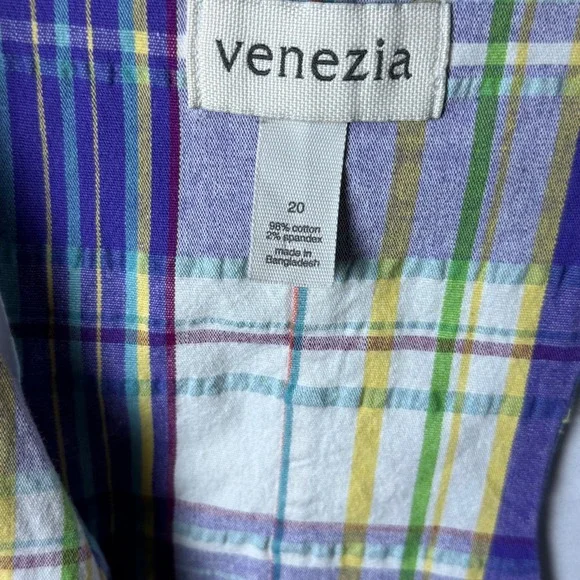 venezia
20
98% cotton
2% spandex
made in
Bangladesh